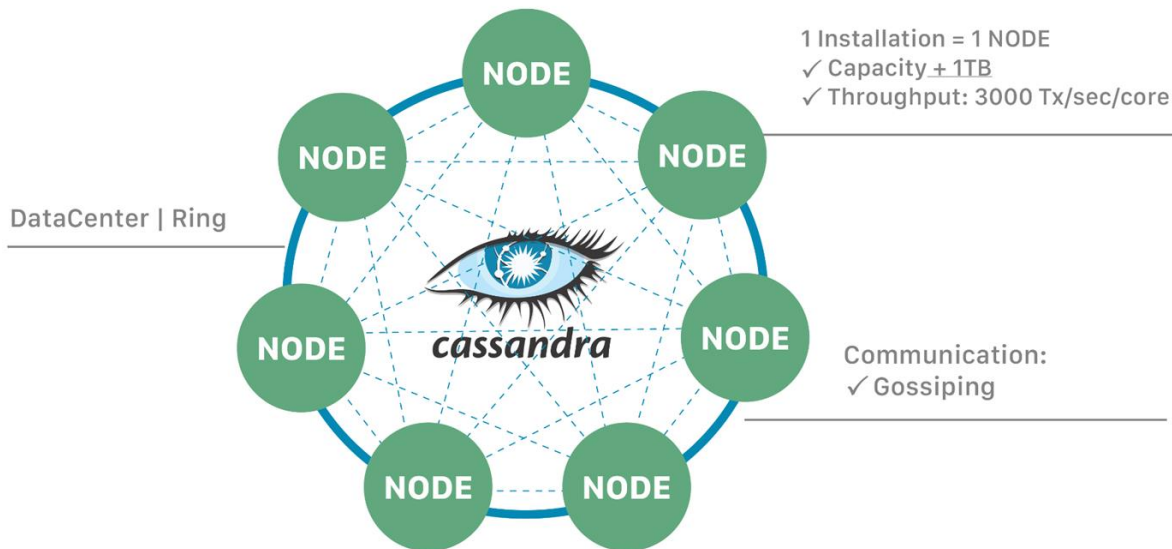 1 Installation = 1 NODE
✓ Capacity + 1TB
✓ Throughput: 3000 Tx/sec/core
NODE
NODE
NODE
DataCenter | Ring
cassandra
NODE
NODE
Communication:
✓ Gossiping
NODE
NODE